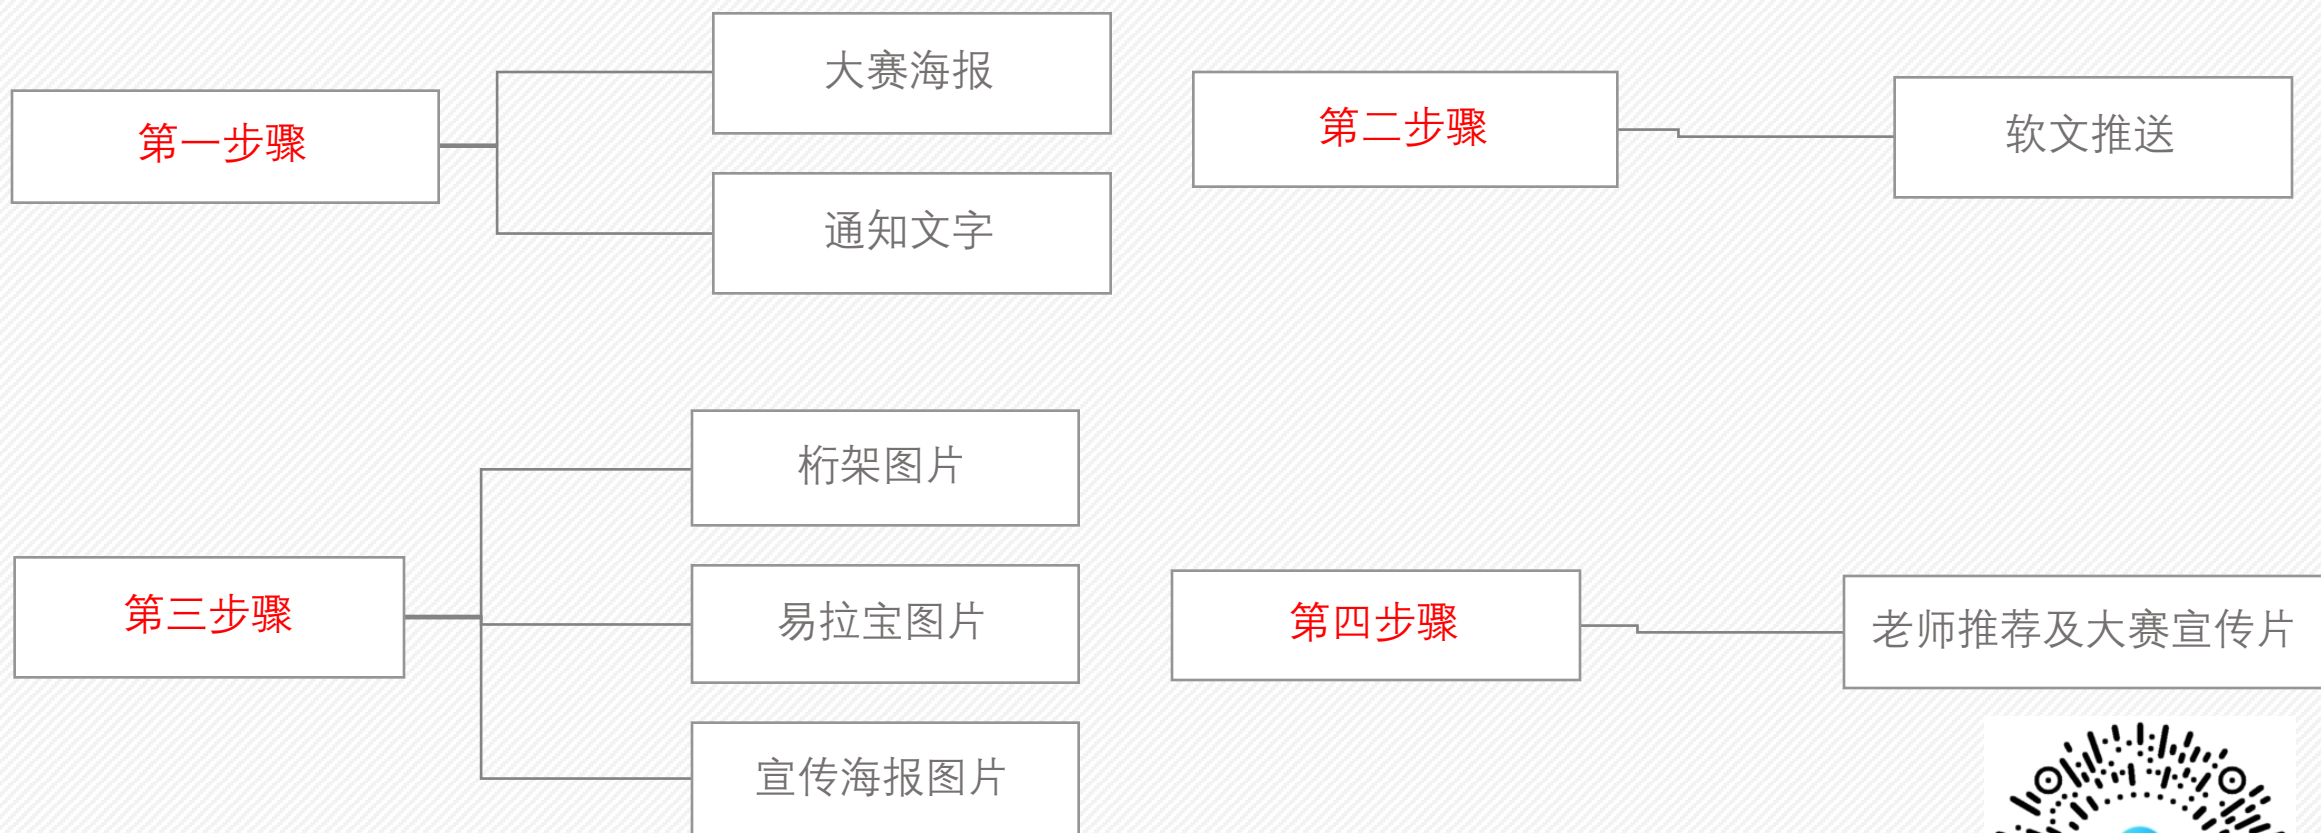 第一步骤
大赛海报
通知文字
第二步骤
软文推送
第三步骤
桁架图片
易拉宝图片
宣传海报图片
第四步骤
老师推荐及大赛宣传片